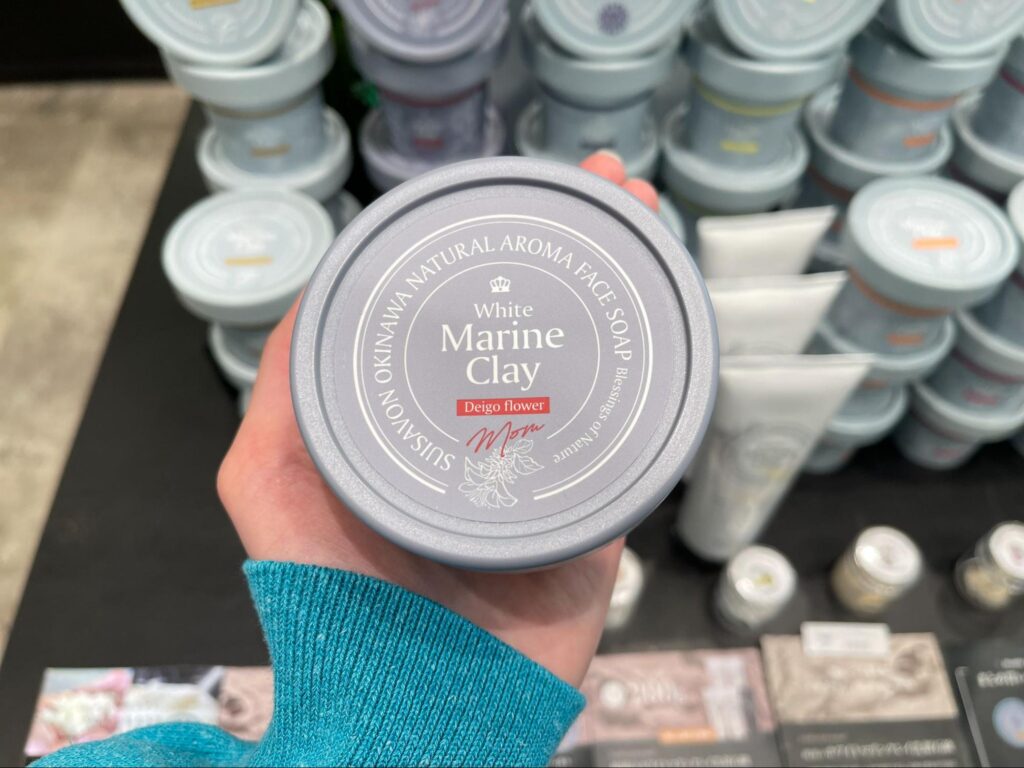 SUISAVON OKINAWA NATURAL AROMA FACE SOAP Blessings of Nature
White
Marine
Clay
Deigo flower
Mom